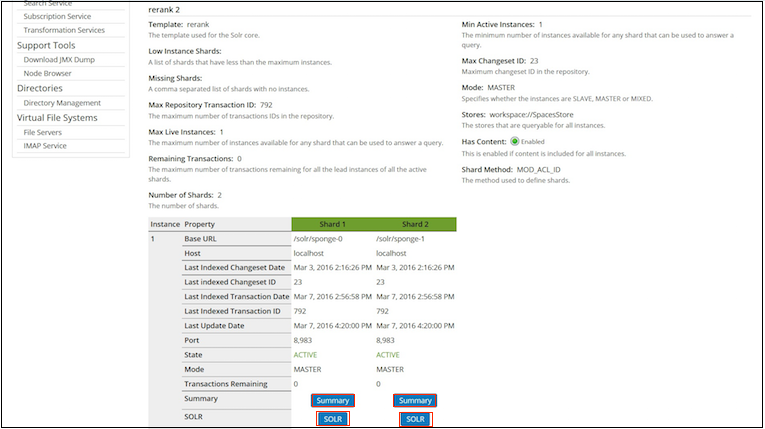 Search Service
Subscription Service
Transformation Services
Support Tools
Download JMX Dump
Node Browser
Directories
Directory Management
Virtual File Systems
File Servers
IMAP Service
rerank 2
Template: rerank
The template used for the Solr core.
Low Instance Shards:
A list of shards that have less than the maximum instances.
Missing Shards:
A comma separated list of shards with no instances.
Max Repository Transaction ID: 792
The maximum number of transactions IDs in the repository.
Max Live Instances: 1
The maximum number of instances available for any shard that can be used to answer a query.
Remaining Transactions: 0
The maximum number of transactions remaining for all the lead instances of all the active
shards.
Number of Shards: 2
The number of shards.
Min Active Instances: 1
The minimum number of instances available for any shard that can be used to answer a
query.
Max Changeset ID: 23
Maximum changeset ID in the repository.
Mode: MASTER
Specifies whether the instances are SLAVE, MASTER or MIXED.
Stores: workspace://SpacesStore
The stores that are queryable for all instances.
Has Content: Enabled
This is enabled if content is included for all instances.
Shard Method: MOD_ACL_ID
The method used to define shards.
Instance Property Shard 1 Shard 2
1 Base URL /solr/sponge-0 /solr/sponge-1
Host localhost localhost
Last Indexed Changeset Date Mar 3, 2016 2:16:26 PM Mar 3, 2016 2:16:26 PM
Last indexed Changeset ID 23 23
Last Indexed Transaction Date Mar 7, 2016 2:56:58 PM Mar 7, 2016 2:56:58 PM
Last Indexed Transaction ID 792 792
Last Update Date Mar 7, 2016 4:20:00 PM Mar 7, 2016 4:20:00 PM
Port 8,983 8,983
State ACTIVE ACTIVE
Mode MASTER MASTER
Transactions Remaining 0 0
Summary Summary Summary
SOLR SOLR SOLR